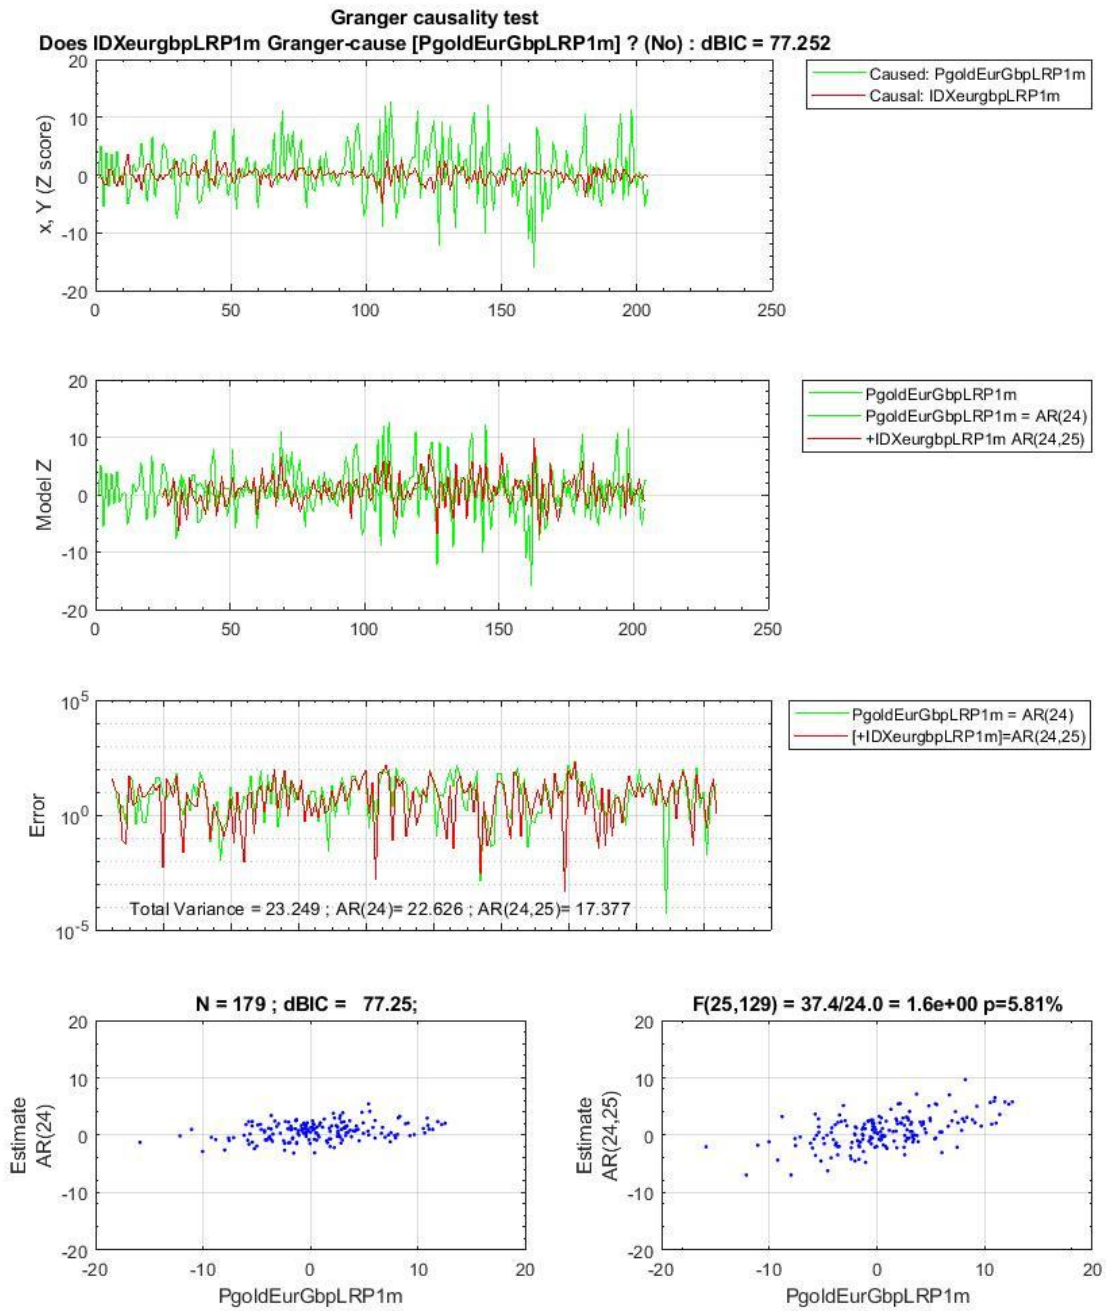 Granger causality test
Does IDXeurgbpLRP1m Granger-cause [PgoldEurGbpLRP1m] ? (No) : dBIC = 77.252
20
10
0
-10
-20
x, Y (Z score)
0 50 100 150 200 250
Caused: PgoldEurGbpLRP1m
Causal: IDXeurgbpLRP1m
20
10
0
-10
-20
Model Z
0 50 100 150 200 250
PgoldEurGbpLRP1m
PgoldEurGbpLRP1m = AR(24)
+IDXeurgbpLRP1m AR(24,25)
10^5
10^0
10^-5
Error
Total Variance = 23.249 ; AR(24)= 22.626 ; AR(24,25)= 17.377
PgoldEurGbpLRP1m = AR(24)
[+IDXeurgbpLRP1m]=AR(24,25)
N = 179 ; dBIC = 77.25;
20
10
0
-10
-20
Estimate
AR(24)
-20 -10 0 10 20
PgoldEurGbpLRP1m
F(25,129) = 37.4/24.0 = 1.6e+00 p=5.81%
20
10
0
-10
-20
Estimate
AR(24,25)
-20 -10 0 10 20
PgoldEurGbpLRP1m